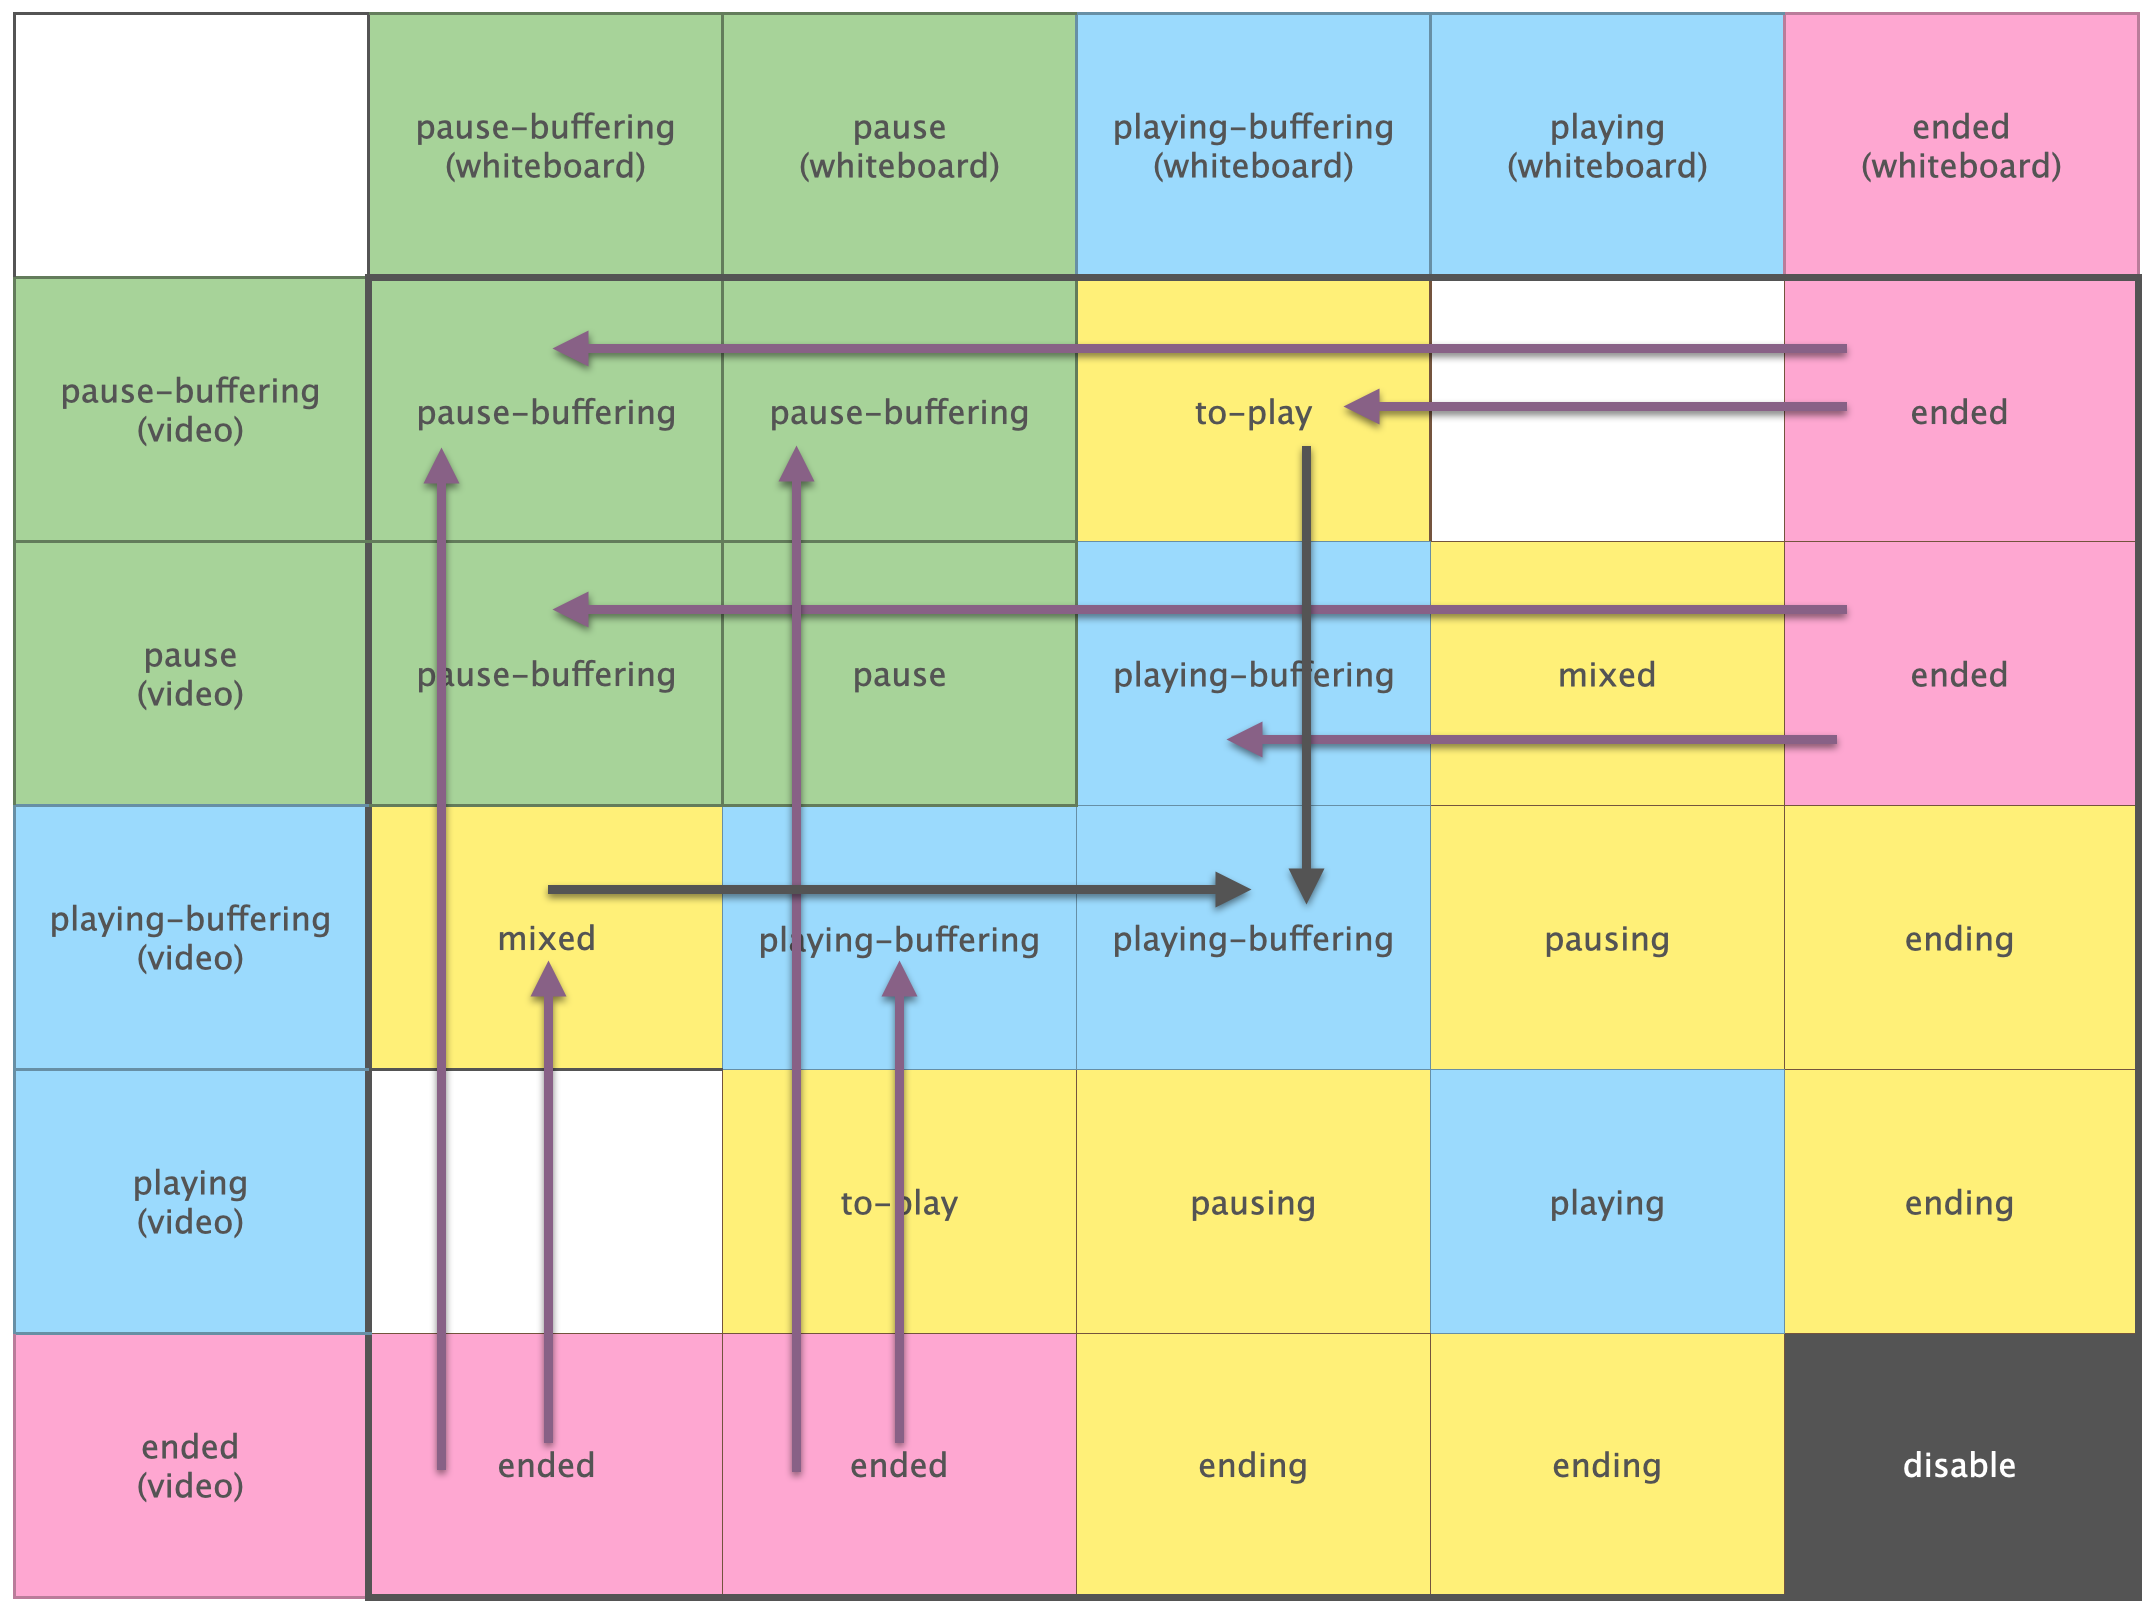 pause-buffering
(whiteboard)
pause
(whiteboard)
playing-buffering
(whiteboard)
playing
(whiteboard)
ended
(whiteboard)
pause-buffering
(video)
pause-buffering
pause-buffering
to-play
ended
pause
(video)
pause-buffering
pause
playing-buffering
mixed
ended
playing-buffering
(video)
mixed
playing-buffering
playing-buffering
pausing
ending
playing
(video)
to-play
pausing
playing
ending
ended
(video)
ended
ended
ending
ending
disable